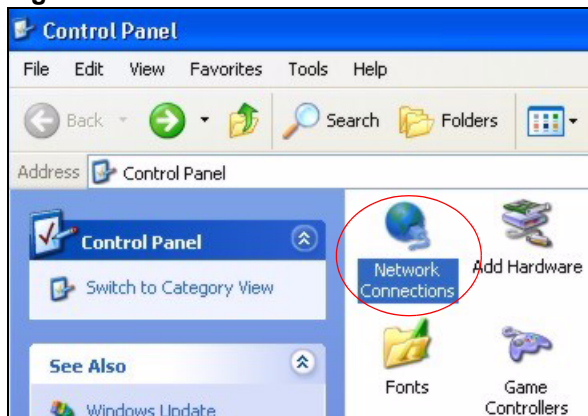 Control Panel
File Edit View Favorites Tools Help
Back Search Folders
Address Control Panel
Control Panel
Switch to Category View
See Also
Windows Update
Network Connections
Add Hardware
Fonts
Game Controllers